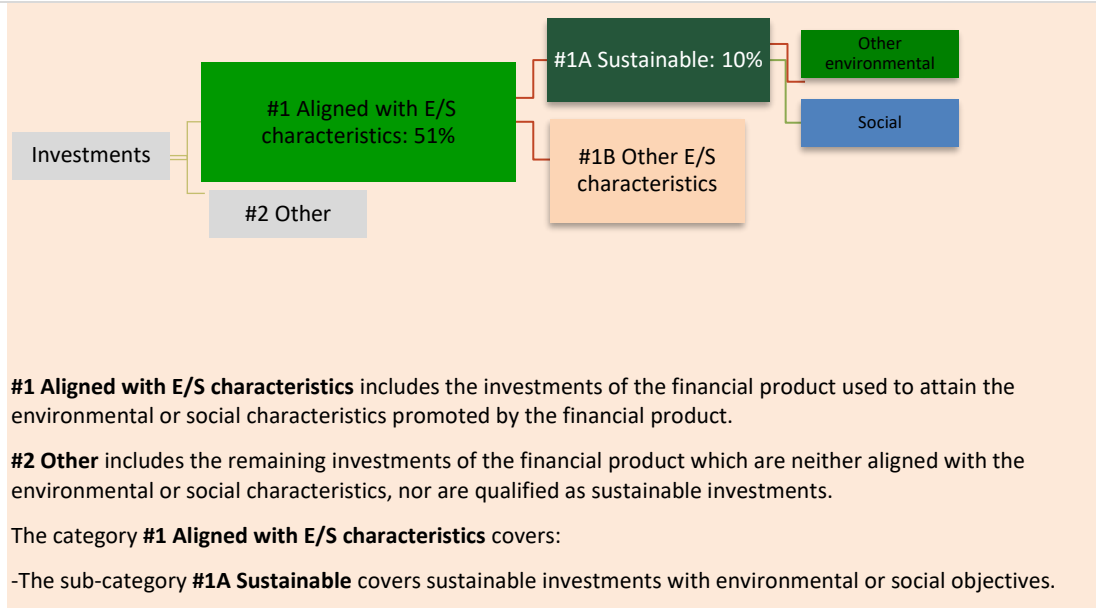 Investments
#1 Aligned with E/S
characteristics: 51%
#2 Other
#1A Sustainable: 10%
#1B Other E/S
characteristics
Other
environmental
Social
#1 Aligned with E/S characteristics includes the investments of the financial product used to attain the
environmental or social characteristics promoted by the financial product.
#2 Other includes the remaining investments of the financial product which are neither aligned with the
environmental or social characteristics, nor are qualified as sustainable investments.
The category #1 Aligned with E/S characteristics covers:
-The sub-category #1A Sustainable covers sustainable investments with environmental or social objectives.